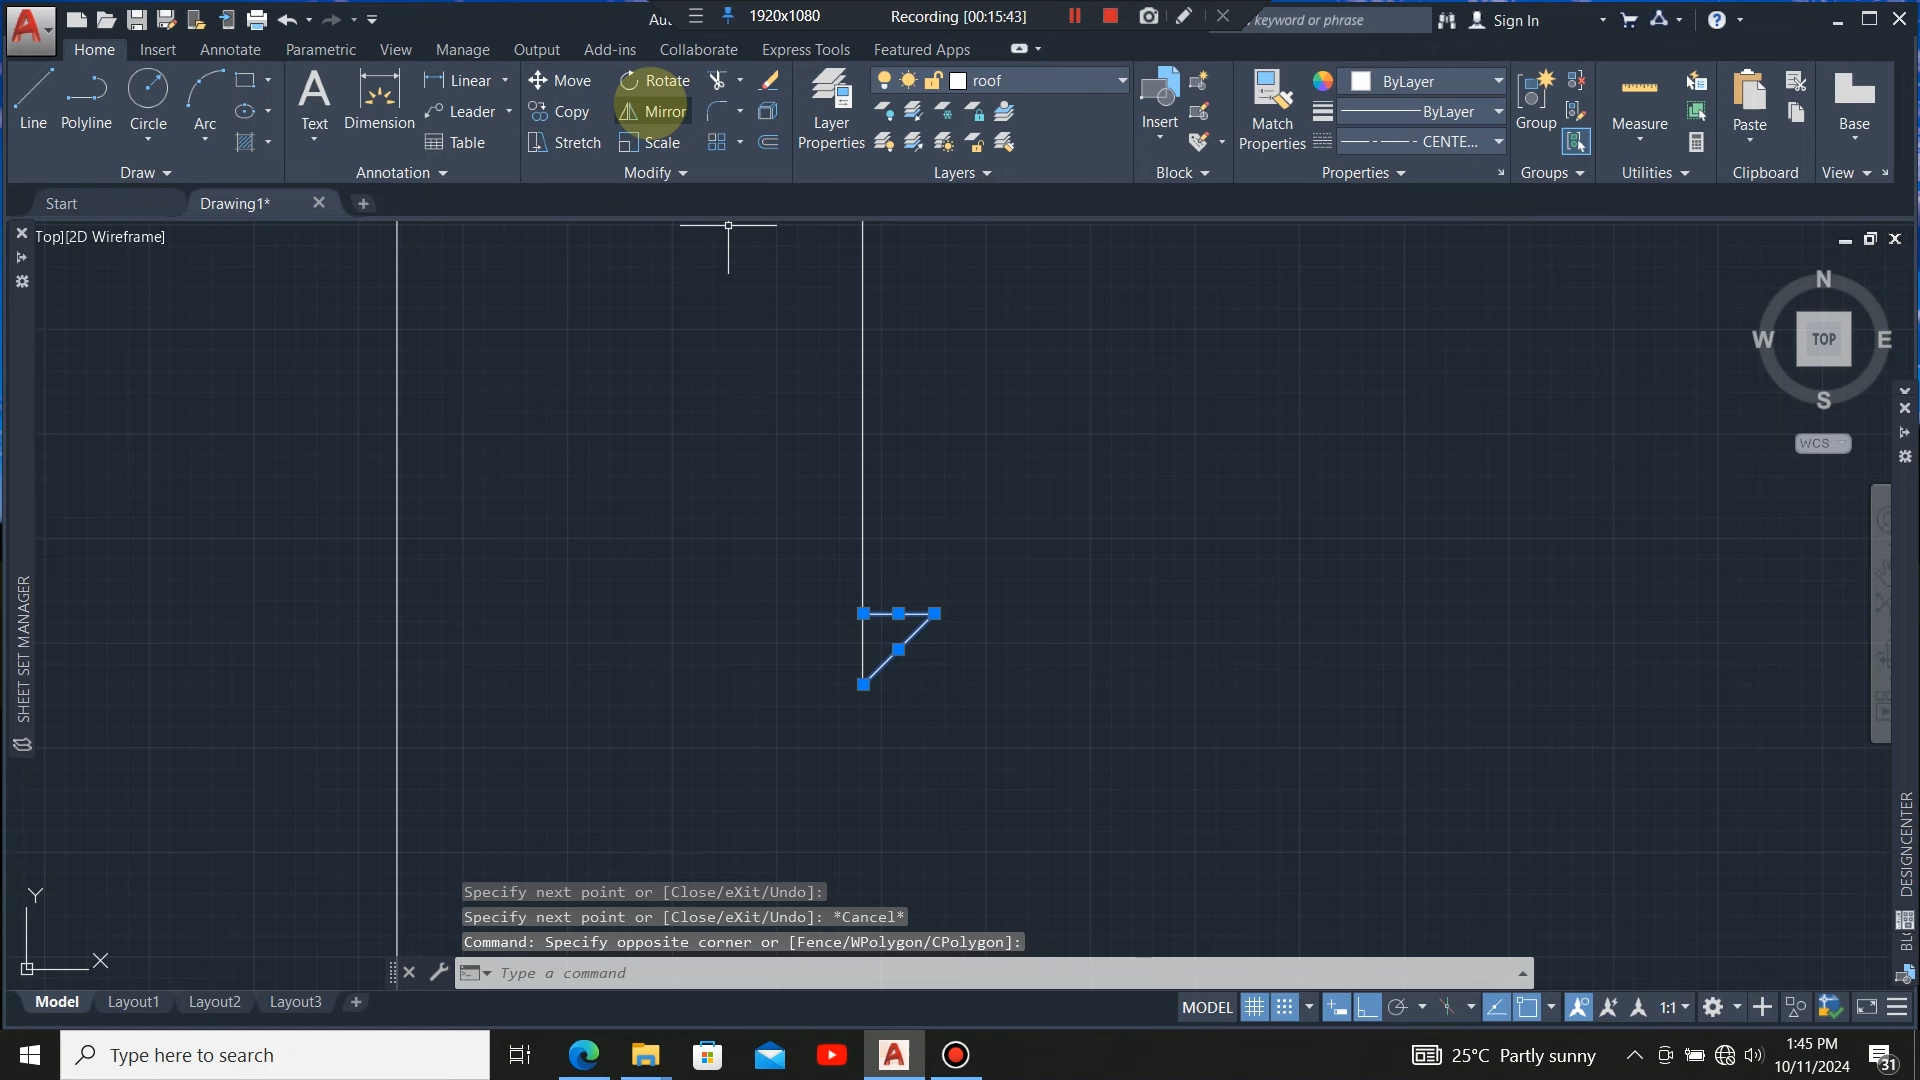 Aut
1920x1080
Recording [00:15:43]
keyword or phrase
Sign In
Home
Insert
Annotate
Parametric
View
Manage
Output
Add-ins
Collaborate
Express Tools
Featured Apps
Line
Polyline
Circle
Arc
Draw
Text
Dimension
Linear
Leader
Table
Annotation
Move
Copy
Stretch
Rotate
Mirror
Scale
Modify
Layer
Properties
roof
Layers
Insert
Block
Match
Properties
ByLayer
ByLayer
CENTE...
Properties
Group
Groups
Measure
Utilities
Paste
Clipboard
Base
View
Start
Drawing1*
Top][2D Wireframe]
N
W
TOP
E
S
WCS
SHEET SET MANAGER
DESIGNCENTER
Y
X
Specify next point or [Close/eXit/Undo]:
Specify next point or [Close/eXit/Undo]: *Cancel*
Command: Specify opposite corner or [Fence/WPolygon/CPolygon]:
Type a command
Model
Layout1
Layout2
Layout3
MODEL
1:1
Type here to search
25°C Partly sunny
1:45 PM
10/11/2024
31